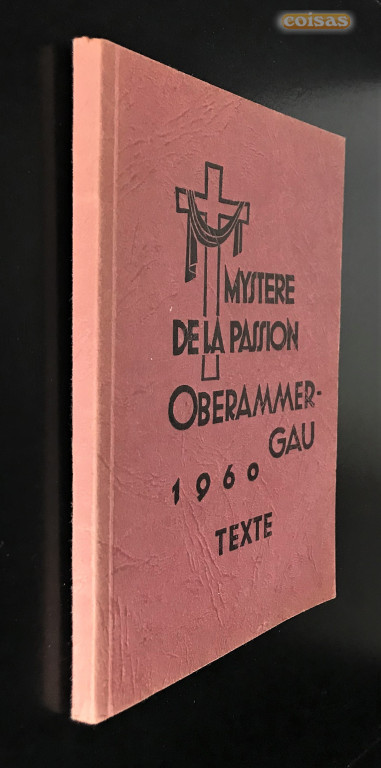 coisas
MYSTERE
DE LA PASSION
OBERAMMER-
GAU
1960
TEXTE